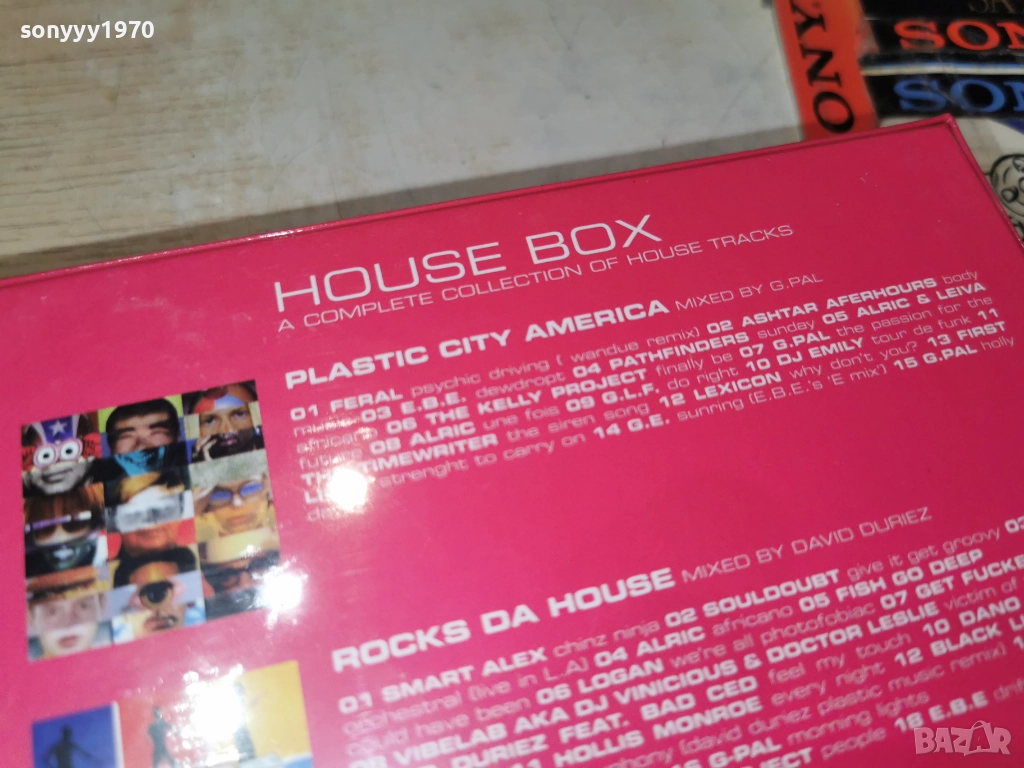 sonyyy1970
SONY
SON
SON
HOUSE BOX
A COMPLETE COLLECTION OF HOUSE TRACKS
PLASTIC CITY AMERICA MIXED BY G.PAL
01 FERAL psychic driving ( wandue remix) 02 ASHTAR AFERHOURS body
music 03 E.B.E. dewdropt 04 PATHFINDERS sunday 05 ALRIC & LEIVA
africano 06 THE KELLY PROJECT finally be 07 G.PAL the passion for the
future 08 ALRIC une fois 09 G.L.F. do right 10 DJ EMILY tour de funk 11
TIMEWRITER the siren song 12 LEXICON why don't you? 13 FIRST
strenght to carry on 14 G.E. sunring (E.B.E.'s 'E mix') 15 G.PAL holly
ROCKS DA HOUSE MIXED BY DAVID DURIEZ
01 SMART ALEX chinz ninja 02 SOULDOUBT give it get groovy 03
orchestral (live in L.A) 04 ALRIC africano 05 FISH GO DEEP
could have been 06 LOGAN we're all photofobiac 07 GET FUCKE
VIBELAB AKA DJ VINICIOUS & DOCTOR LESLIE victim of
DURIEZ FEAT. BAD CED feel my touch 10 DANO
HOLLIS MONROE every night 12 BLACK
(david duriez plastic music remix)
G-PAL morning lights
people 16 E.B.E
BAZAR